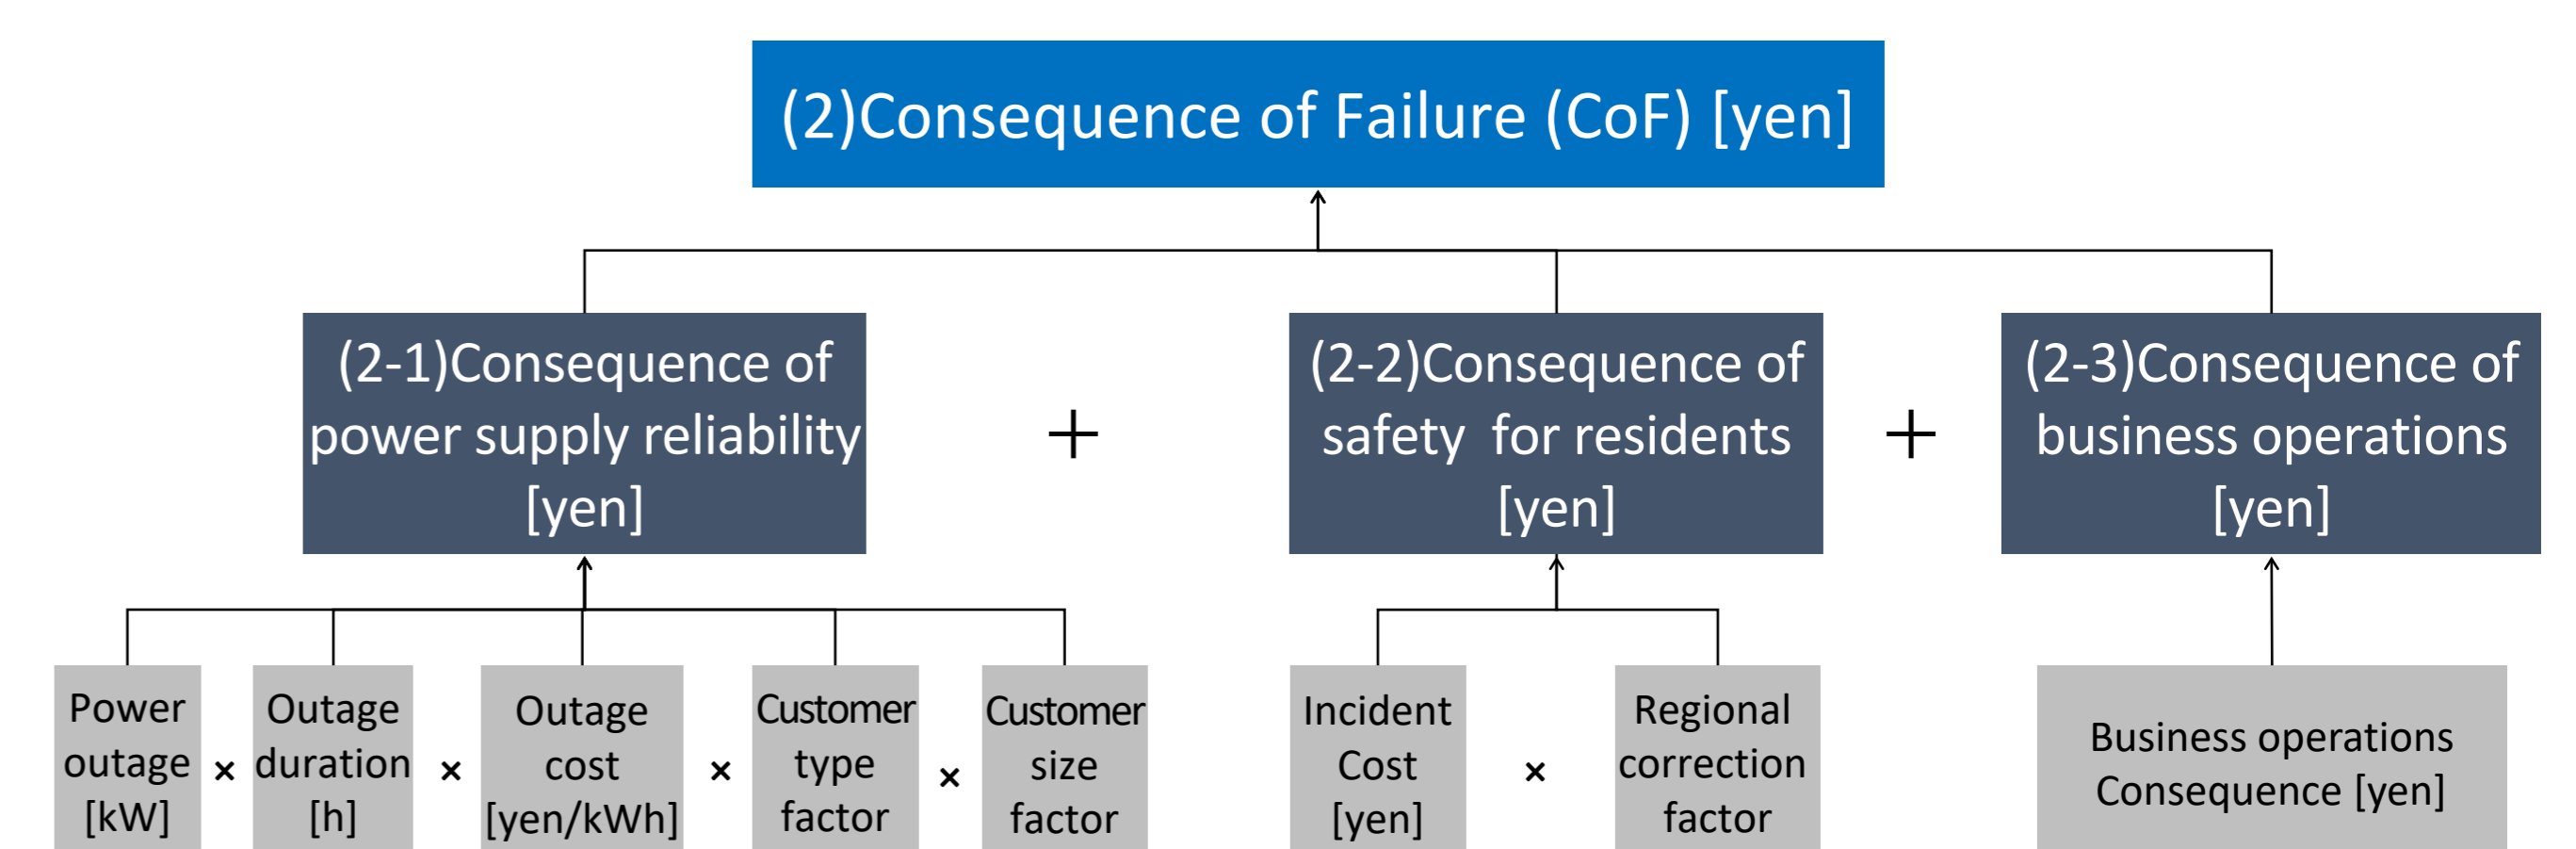 (2)Consequence of Failure (CoF) [yen]
(2-1)Consequence of
power supply reliability
[yen]
+
(2-2)Consequence of
safety  for residents
[yen]
+
(2-3)Consequence of
business operations
[yen]
Power
outage
[kW]
×
Outage
duration
[h]
×
Outage
cost
[yen/kWh]
×
Customer
type
factor
×
Customer
size
factor
Incident
Cost
[yen]
×
Regional
correction
factor
Business operations
Consequence [yen]